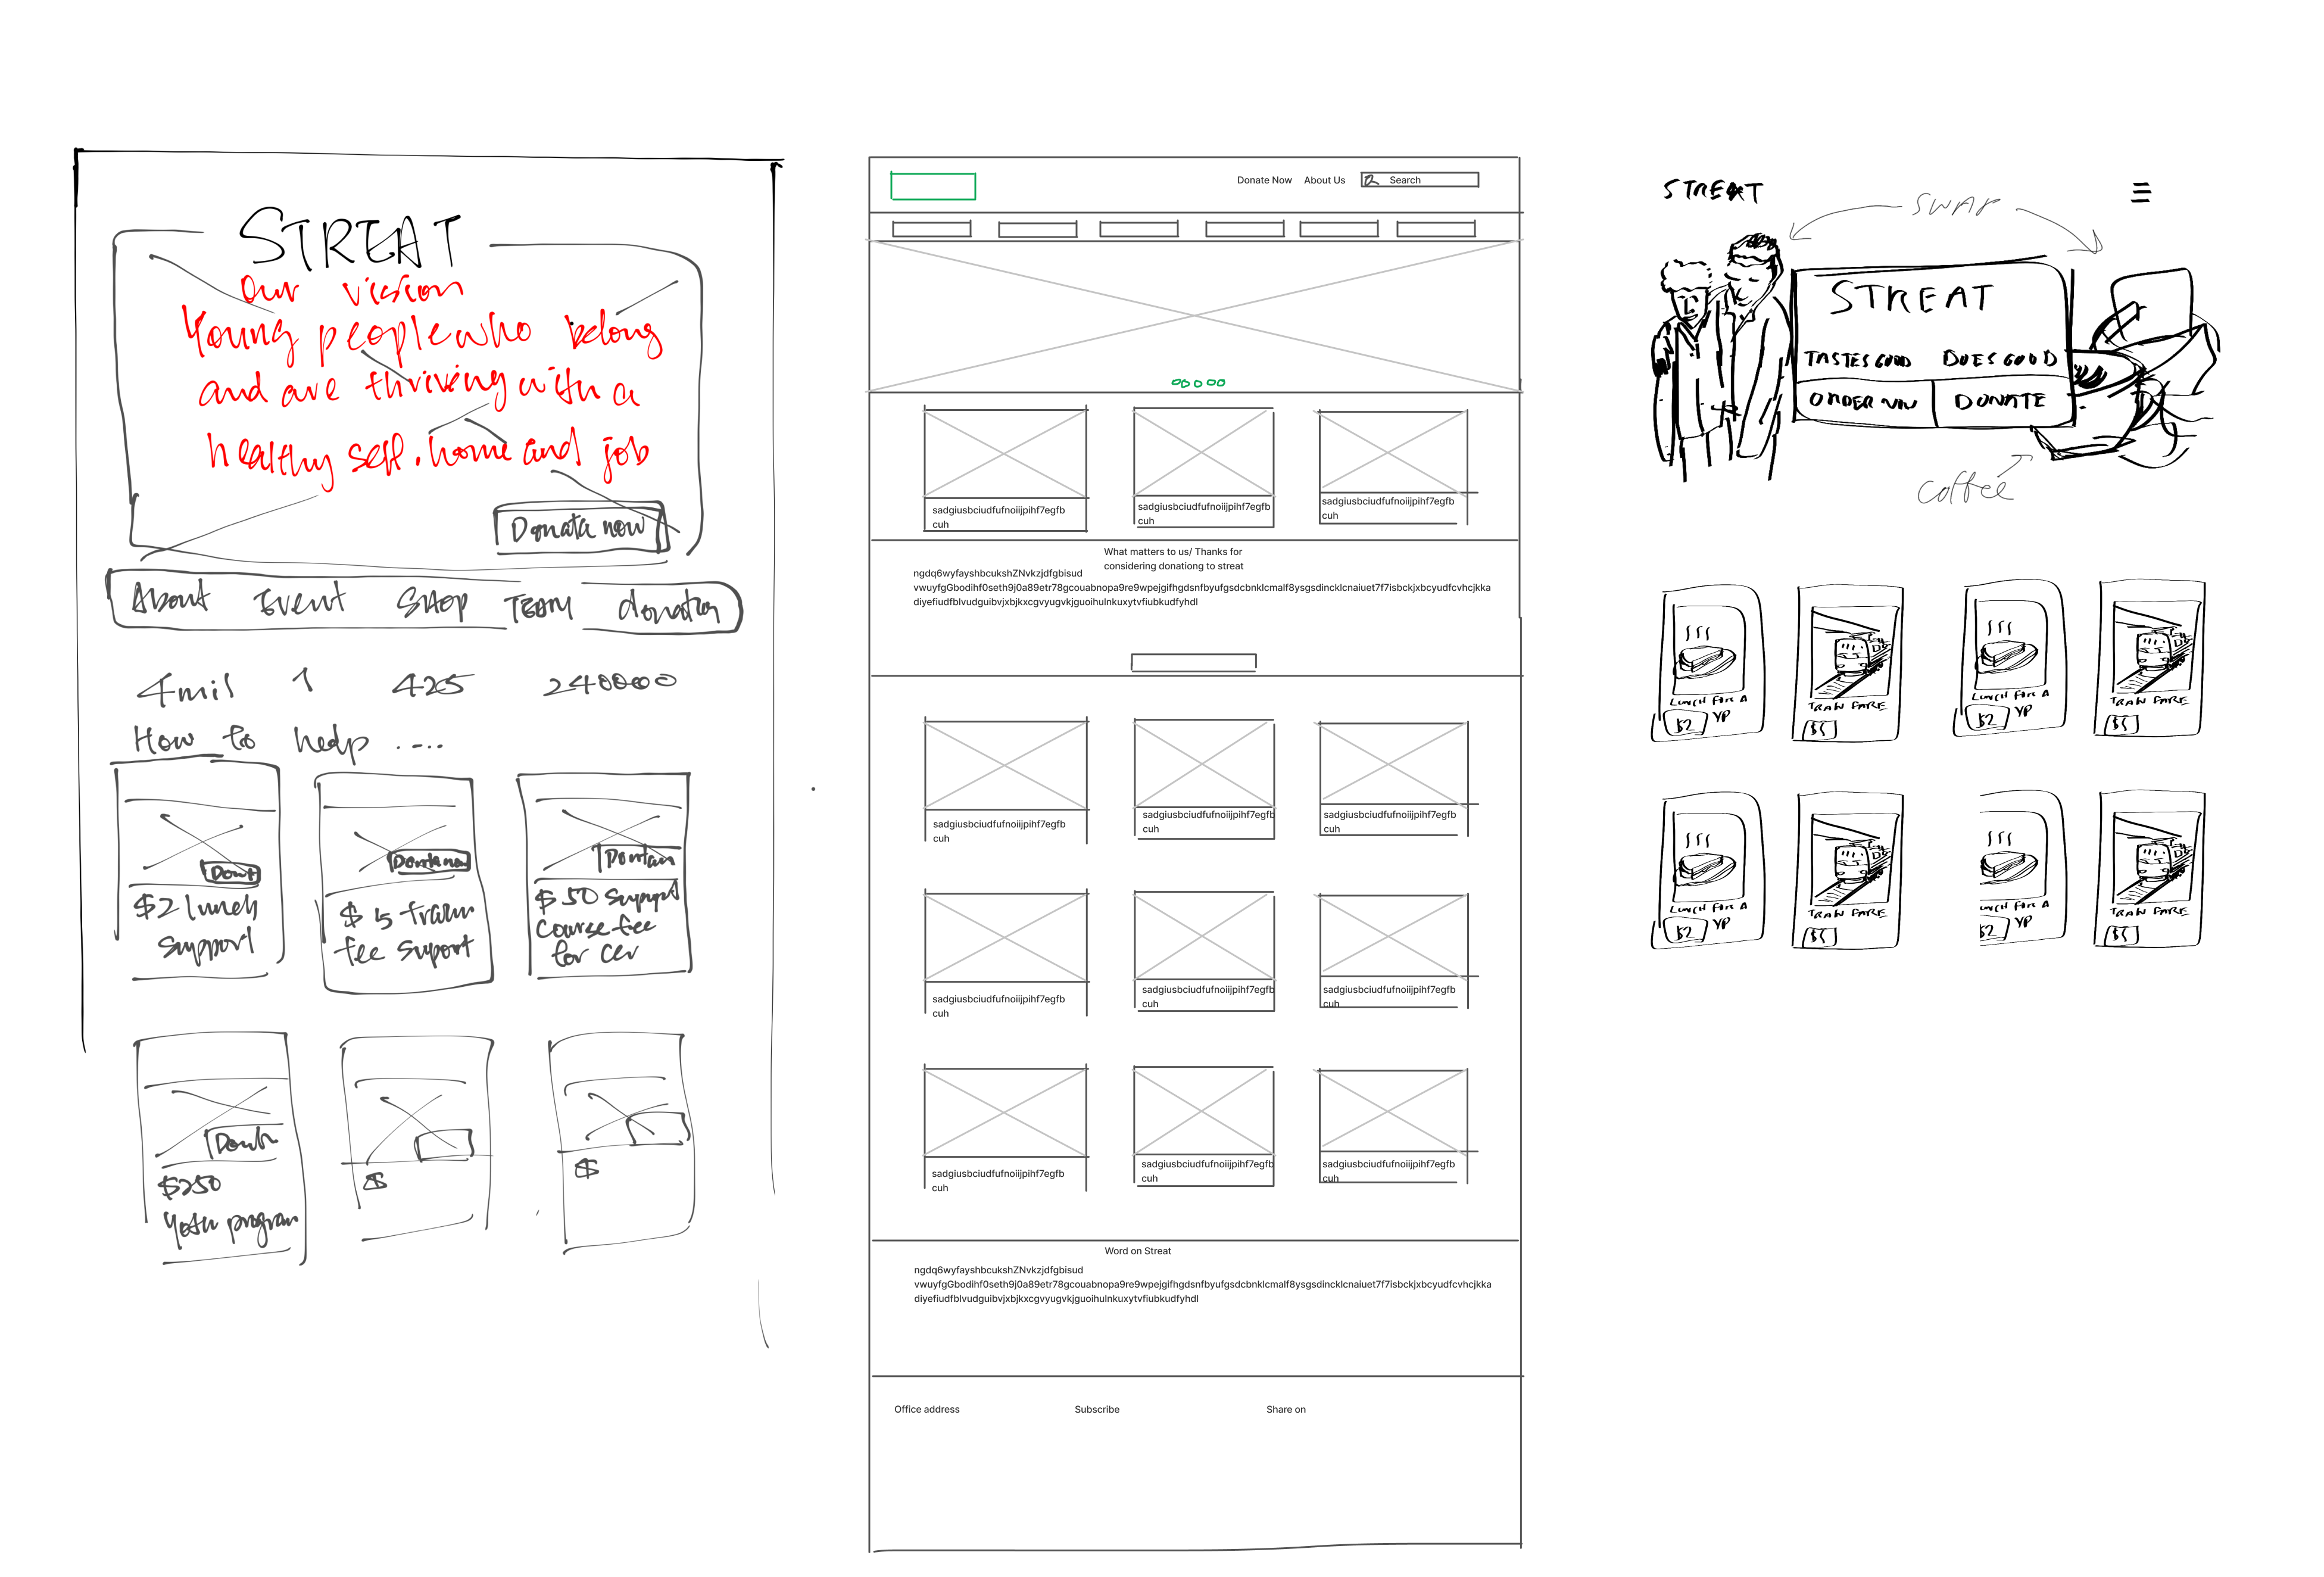 STREAT
Our vision
Young people who belong
and are thriving with a
healthy self, home and job
Donate now
About Event SHOP TEAM donation
4mil 1 425 240000
How to help ....
$2 lunch
support
Donate now
$5 train
fee suport
$50 support
Course fee
for Cer
$250
Youth program
$
$
Donate Now About Us Search
sadgiusbciudfufnoiijpihf7egfb
cuh
sadgiusbciudfufnoiijpihf7egfb
cuh
sadgiusbciudfufnoiijpihf7egfb
cuh
What matters to us/ Thanks for
considering donationg to streat
ngdq6wyfayshbcukshZNvkzjdfgbisud
vwuyfgGbodihf0seth9j0a89etr78gcouabnopa9re9wpejgifhgdsnfbyufgsdcbnklcmalf8ysgsdincklcnaiuet7f7isbckjxbcyudfcvhcjkka
diyefiudfblvudguibvjxbjkxcgvyugvkjguoihulnkuxytvfiubkudfyhdl
sadgiusbciudfufnoiijpihf7egfb
cuh
sadgiusbciudfufnoiijpihf7egfb
cuh
sadgiusbciudfufnoiijpihf7egfb
cuh
sadgiusbciudfufnoiijpihf7egfb
cuh
sadgiusbciudfufnoiijpihf7egfb
cuh
sadgiusbciudfufnoiijpihf7egfb
cuh
sadgiusbciudfufnoiijpihf7egfb
cuh
sadgiusbciudfufnoiijpihf7egfb
cuh
sadgiusbciudfufnoiijpihf7egfb
cuh
Word on Streat
ngdq6wyfayshbcukshZNvkzjdfgbisud
vwuyfgGbodihf0seth9j0a89etr78gcouabnopa9re9wpejgifhgdsnfbyufgsdcbnklcmalf8ysgsdincklcnaiuet7f7isbckjxbcyudfcvhcjkka
diyefiudfblvudguibvjxbjkxcgvyugvkjguoihulnkuxytvfiubkudfyhdl
Office address Subscribe Share on
STREAT
SWAP
STREAT
TASTES GOOD DOES GOOD
ORDER NOW DONATE
coffee
LUNCH FOR A
$2 YP
TRAIN FARE
$5
LUNCH FOR A
$2 YP
TRAIN FARE
$5
LUNCH FOR A
$2 YP
TRAIN FARE
$5
UNCH FOR A
$2 YP
TRAIN FARE
$5